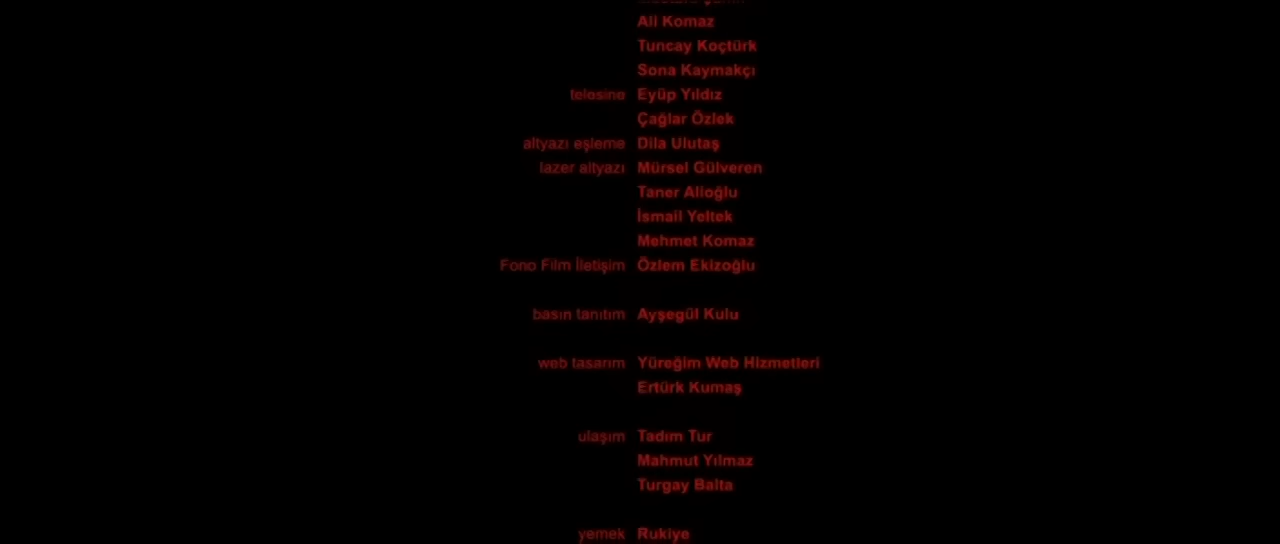 Ali Komaz
Tuncay Koçtürk
Sona Kaymakçı
telesine Eyüp Yıldız
Çağlar Özlek
altyazı eşleme Dila Ulutaş
lazer altyazı Mürsel Gülveren
Taner Alioğlu
İsmail Yeltek
Mehmet Komaz
Fono Film İletişim Özlem Ekizoğlu
basın tanıtım Ayşegül Kulu
web tasarım Yüreğim Web Hizmetleri
Ertürk Kumaş
ulaşım Tadım Tur
Mahmut Yılmaz
Turgay Balta
yemek Rukiye